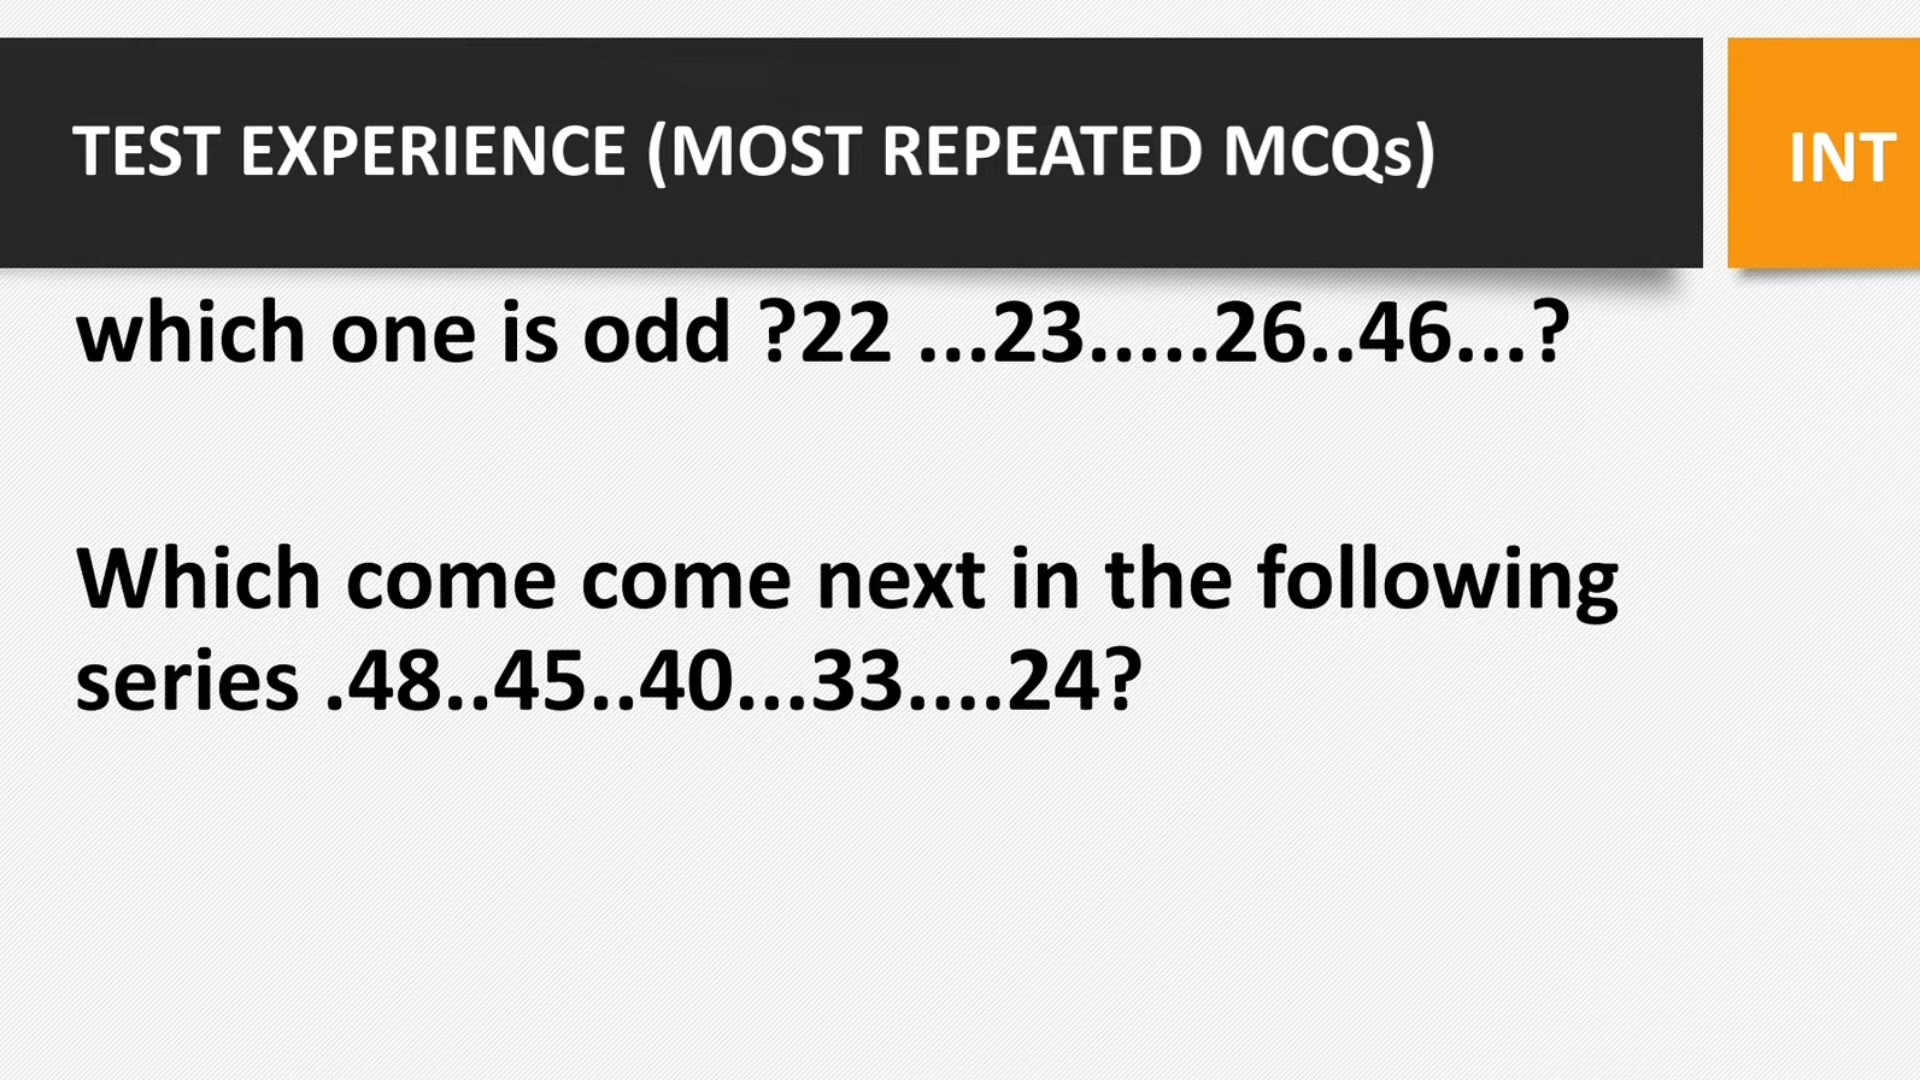 TEST EXPERIENCE (MOST REPEATED MCQs)
INT
which one is odd ?22 ...23.....26..46...?
Which come come next in the following
series .48..45..40...33....24?